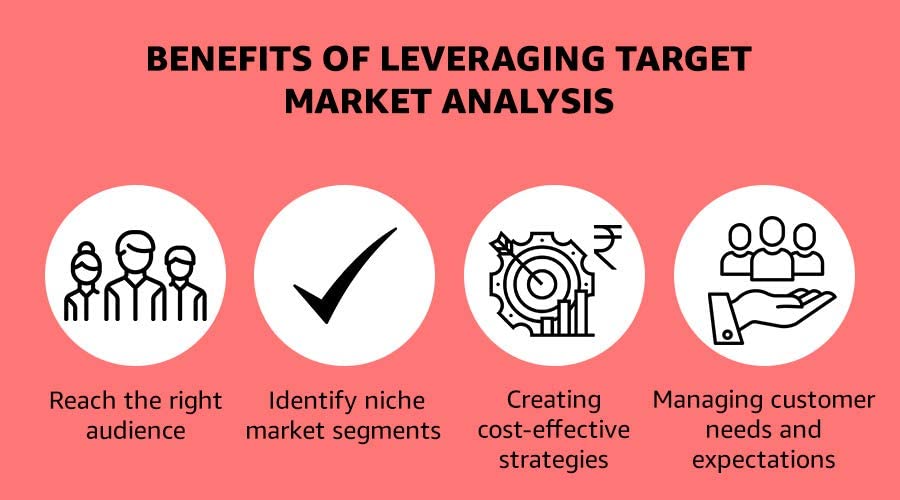 BENEFITS OF LEVERAGING TARGET
MARKET ANALYSIS
₹
Reach the right
audience
Identify niche
market segments
Creating
cost-effective
strategies
Managing customer
needs and
expectations